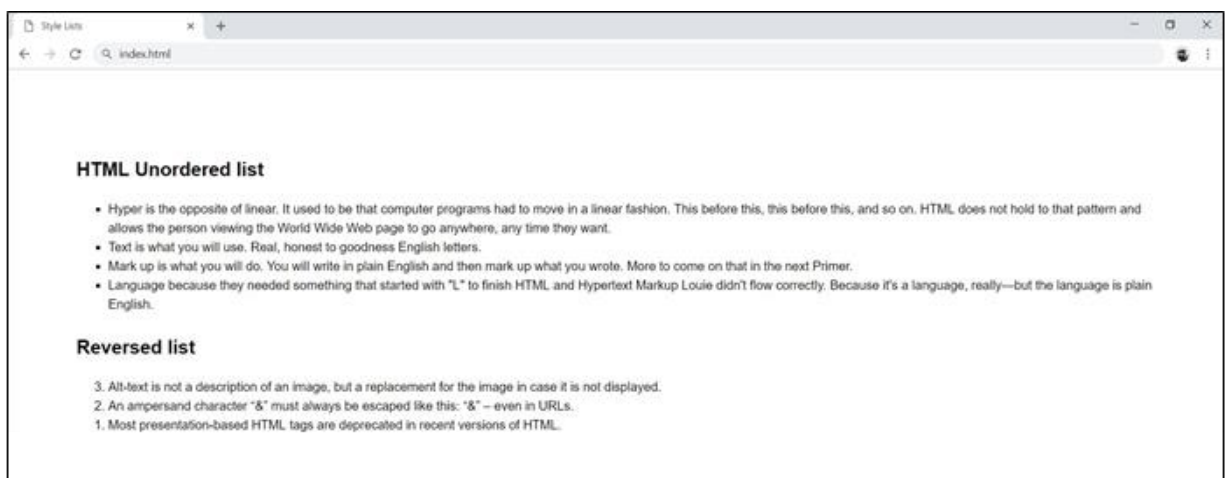 Style Lists
index.html
HTML Unordered list
• Hyper is the opposite of linear. It used to be that computer programs had to move in a linear fashion. This before this, this before this, and so on. HTML does not hold to that pattern and
allows the person viewing the World Wide Web page to go anywhere, any time they want.
• Text is what you will use. Real, honest to goodness English letters.
• Mark up is what you will do. You will write in plain English and then mark up what you wrote. More to come on that in the next Primer.
• Language because they needed something that started with "L" to finish HTML and Hypertext Markup Louie didn't flow correctly. Because it's a language, really—but the language is plain
English.
Reversed list
3. Alt-text is not a description of an image, but a replacement for the image in case it is not displayed.
2. An ampersand character “&” must always be escaped like this: “&” – even in URLs.
1. Most presentation-based HTML tags are deprecated in recent versions of HTML.